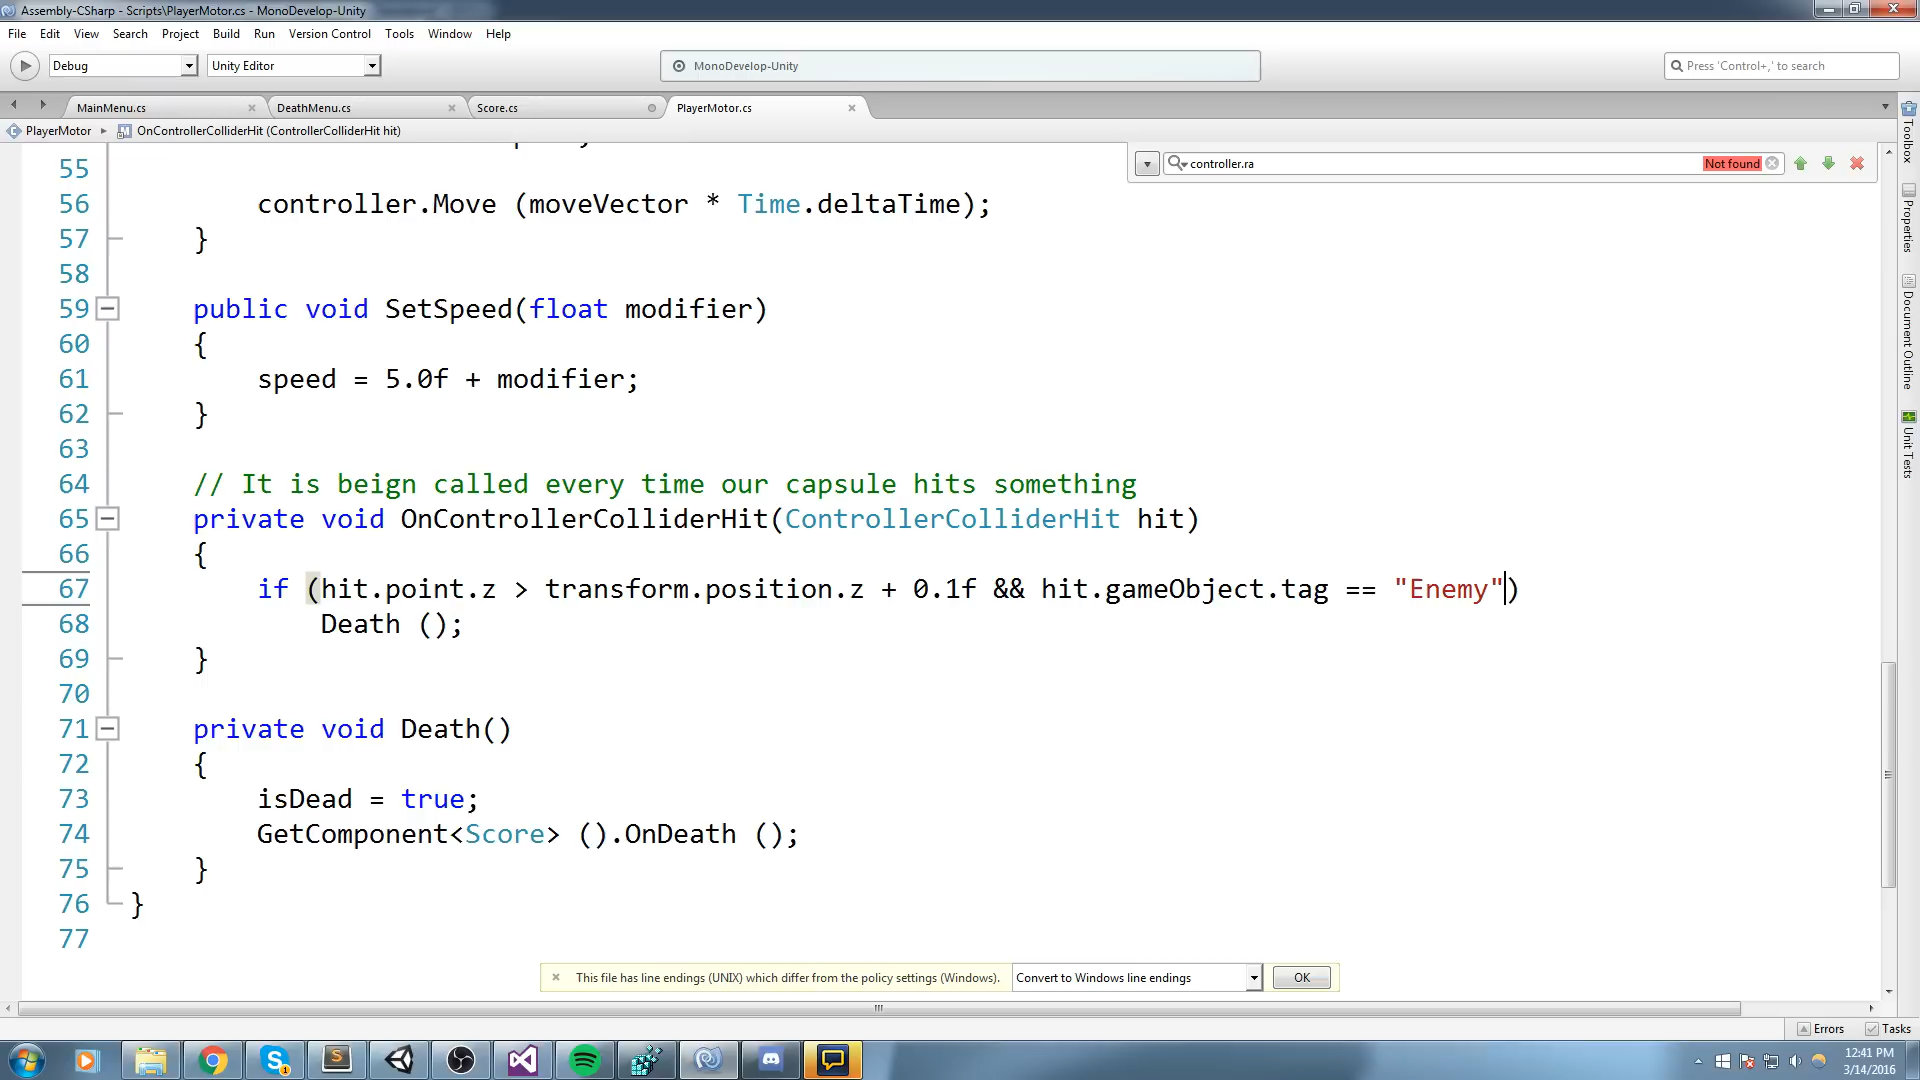 Assembly-CSharp - Scripts\PlayerMotor.cs - MonoDevelop-Unity
File Edit View Search Project Build Run Version Control Tools Window Help
Debug Unity Editor MonoDevelop-Unity Press 'Control+,' to search
MainMenu.cs DeathMenu.cs Score.cs PlayerMotor.cs
PlayerMotor OnControllerColliderHit (ControllerColliderHit hit)
controller.ra Not found
55
56 controller.Move (moveVector * Time.deltaTime);
57 }
58
59 public void SetSpeed(float modifier)
60 {
61 speed = 5.0f + modifier;
62 }
63
64 // It is beign called every time our capsule hits something
65 private void OnControllerColliderHit(ControllerColliderHit hit)
66 {
67 if (hit.point.z > transform.position.z + 0.1f && hit.gameObject.tag == "Enemy")
68 Death ();
69 }
70
71 private void Death()
72 {
73 isDead = true;
74 GetComponent<Score> ().OnDeath ();
75 }
76 }
77
This file has line endings (UNIX) which differ from the policy settings (Windows). Convert to Windows line endings OK
Toolbox
Properties
Document Outline
Unit Tests
Errors Tasks
12:41 PM
3/14/2016